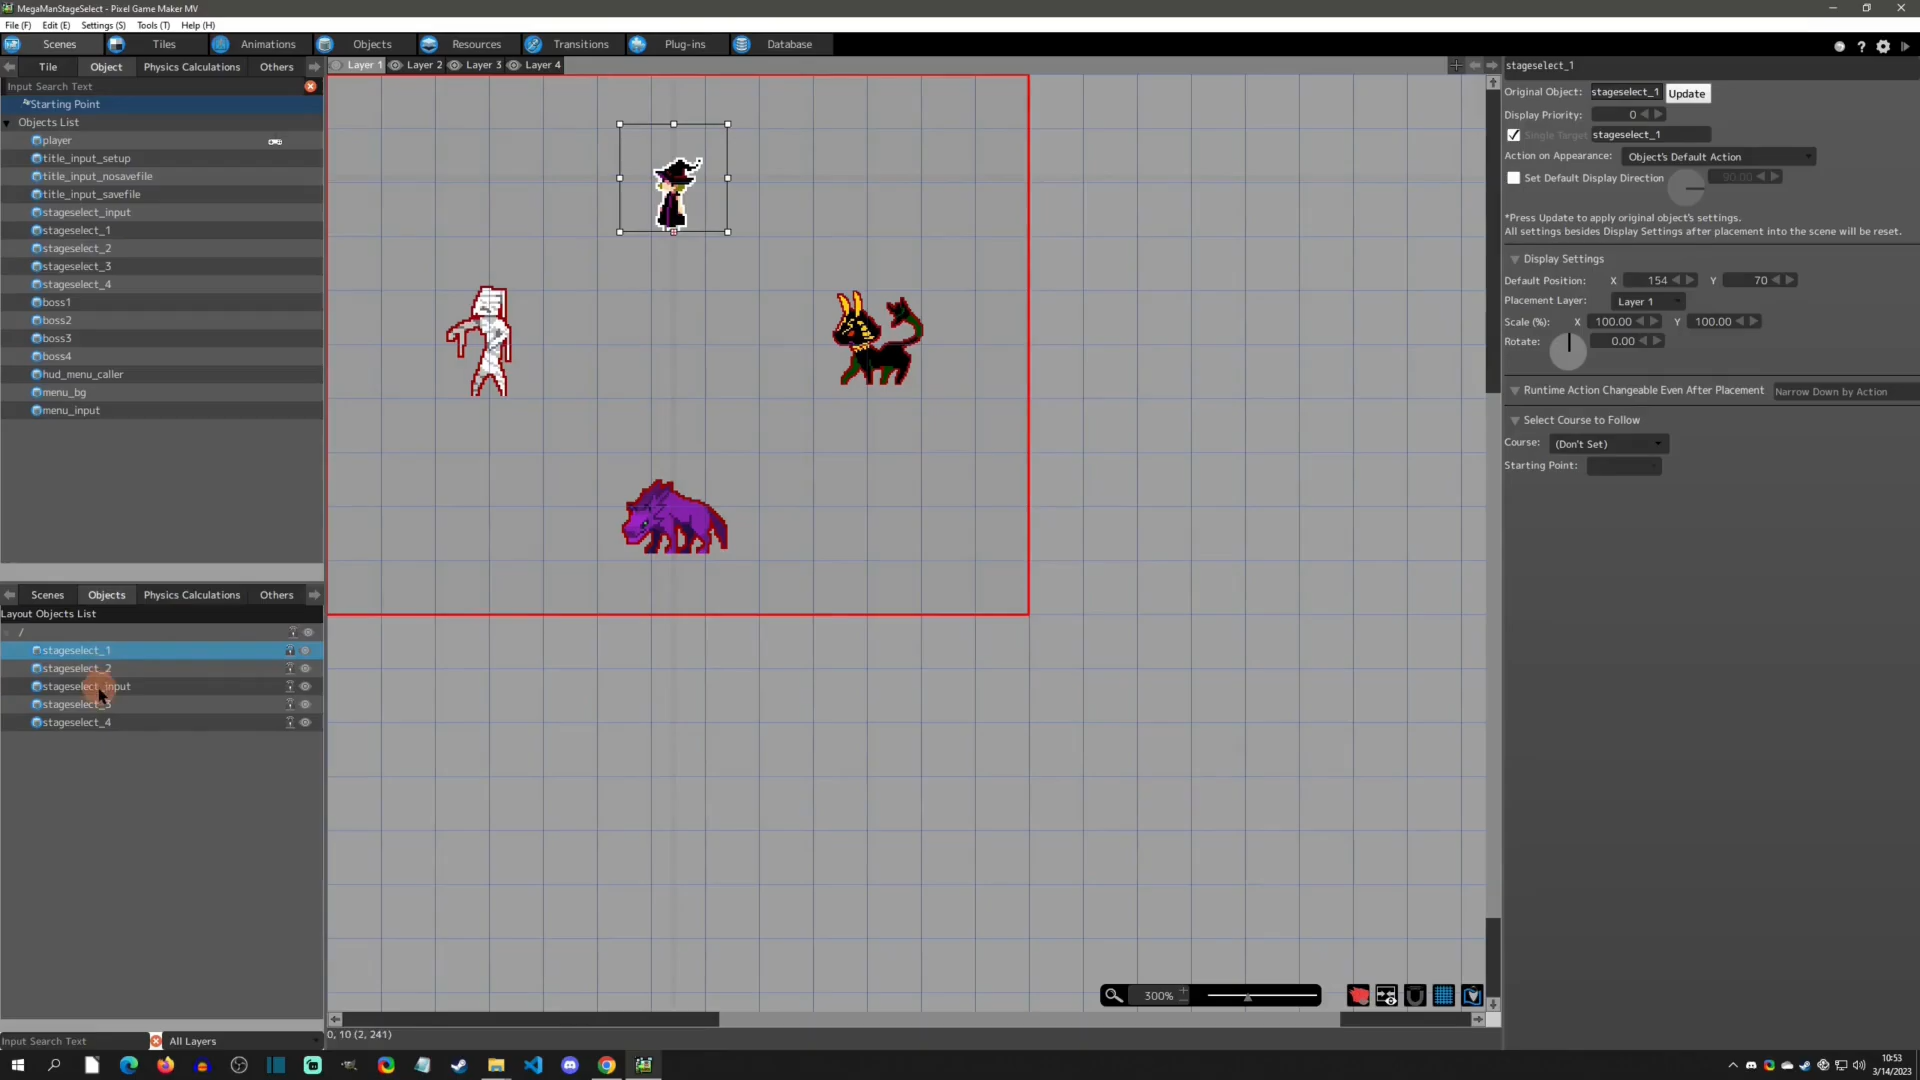 MegaManStageSelect - Pixel Game Maker MV
File (F) Edit (E) Settings (S) Tools (T) Help (H)
Scenes Tiles Animations Objects Resources Transitions Plug-ins Database
Tile Object Physics Calculations Others
Layer 1 Layer 2 Layer 3 Layer 4
Input Search Text
Starting Point
Objects List
player
title_input_setup
title_input_nosavefile
title_input_savefile
stageselect_input
stageselect_1
stageselect_2
stageselect_3
stageselect_4
boss1
boss2
boss3
boss4
hud_menu_caller
menu_bg
menu_input
Scenes Objects Physics Calculations Others
Layout Objects List
/
stageselect_1
stageselect_2
stageselect_input
stageselect_3
stageselect_4
Input Search Text All Layers
300%
0, 10 (2, 241)
stageselect_1
Original Object: stageselect_1 Update
Display Priority: 0
Single Target stageselect_1
Action on Appearance: Object's Default Action
Set Default Display Direction 90.00
*Press Update to apply original object's settings.
All settings besides Display Settings after placement into the scene will be reset.
Display Settings
Default Position: X 154 Y 70
Placement Layer: Layer 1
Scale (%): X 100.00 Y 100.00
Rotate: 0.00
Runtime Action Changeable Even After Placement Narrow Down by Action
Select Course to Follow
Course: (Don't Set)
Starting Point:
10:53
3/14/2023